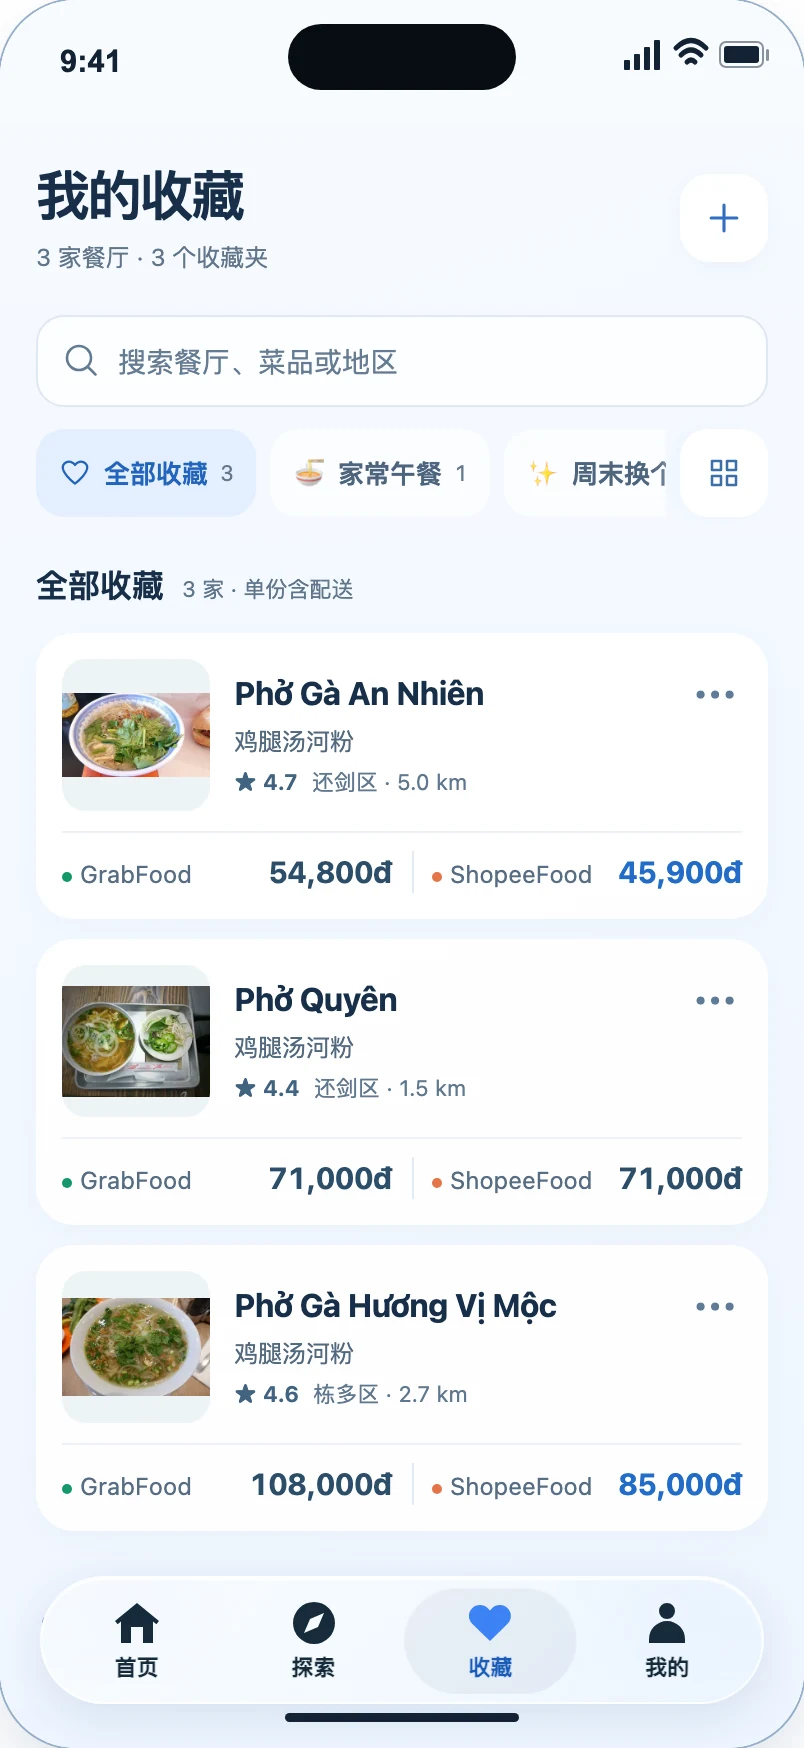 9:41
我的收藏
3 家餐厅 · 3 个收藏夹
搜索餐厅、菜品或地区
全部收藏 3 家常午餐 1 周末换个
全部收藏 3 家 · 单份含配送
Phở Gà An Nhiên
鸡腿汤河粉
4.7 还剑区 · 5.0 km
GrabFood 54,800đ ShopeeFood 45,900đ
Phở Quyên
鸡腿汤河粉
4.4 还剑区 · 1.5 km
GrabFood 71,000đ ShopeeFood 71,000đ
Phở Gà Hương Vị Mộc
鸡腿汤河粉
4.6 栋多区 · 2.7 km
GrabFood 108,000đ ShopeeFood 85,000đ
首页 探索 收藏 我的